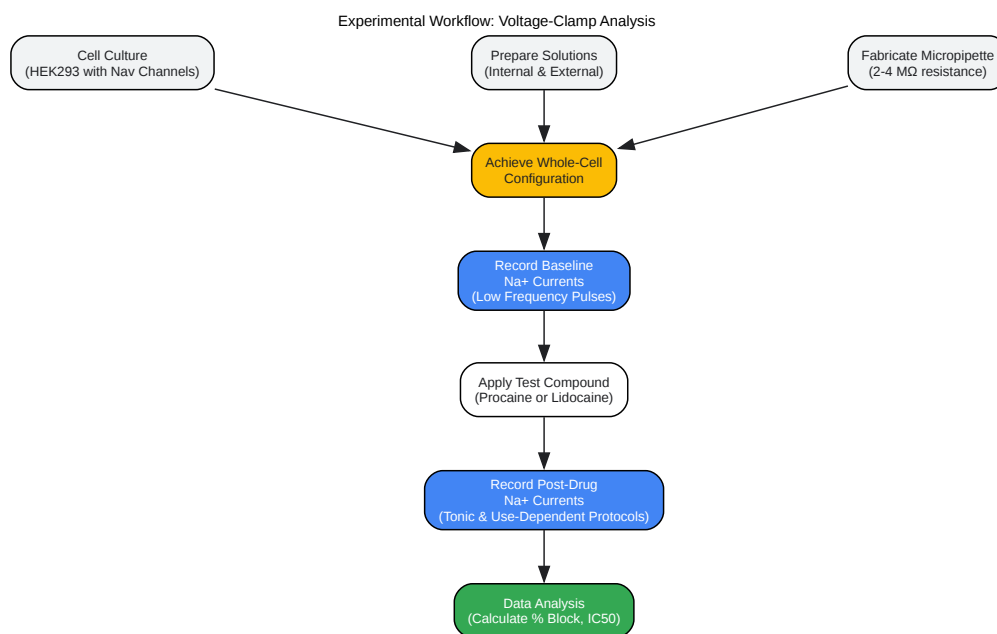 Experimental Workflow: Voltage-Clamp Analysis
Cell Culture
(HEK293 with Nav Channels)
Prepare Solutions
(Internal & External)
Fabricate Micropipette
(2-4 MΩ resistance)
Achieve Whole-Cell
Configuration
Record Baseline
Na+ Currents
(Low Frequency Pulses)
Apply Test Compound
(Procaine or Lidocaine)
Record Post-Drug
Na+ Currents
(Tonic & Use-Dependent Protocols)
Data Analysis
(Calculate % Block, IC50)